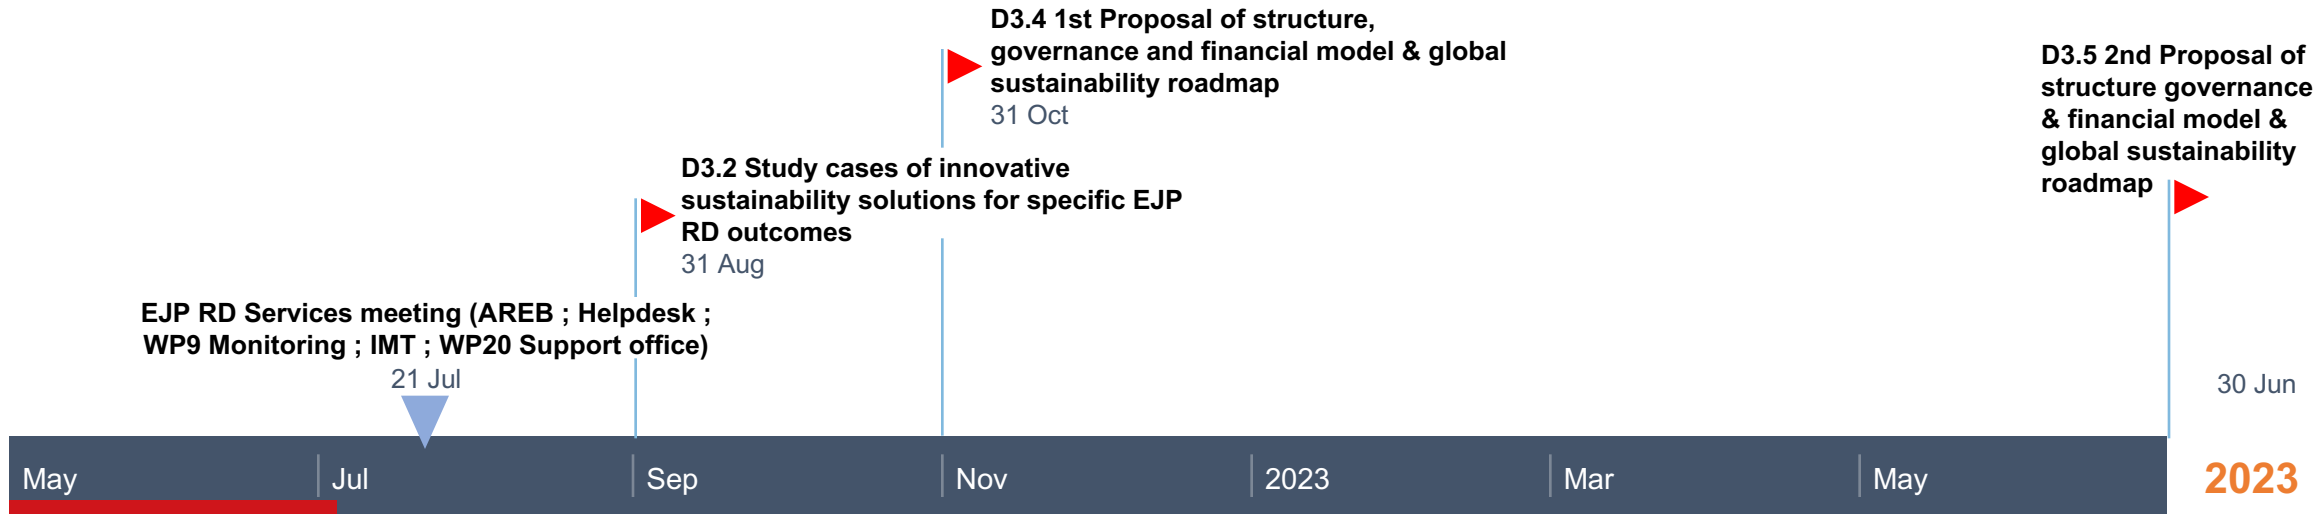 D3.4 1st Proposal of structure,
governance and financial model & global
sustainability roadmap
31 Oct
D3.5 2nd Proposal of
structure governance
& financial model &
global sustainability
roadmap
D3.2 Study cases of innovative
sustainability solutions for specific EJP
RD outcomes
31 Aug
EJP RD Services meeting (AREB ; Helpdesk ;
WP9 Monitoring ; IMT ; WP20 Support office)
21 Jul
30 Jun
May
Jul
Sep
Nov
2023
Mar
May
2023